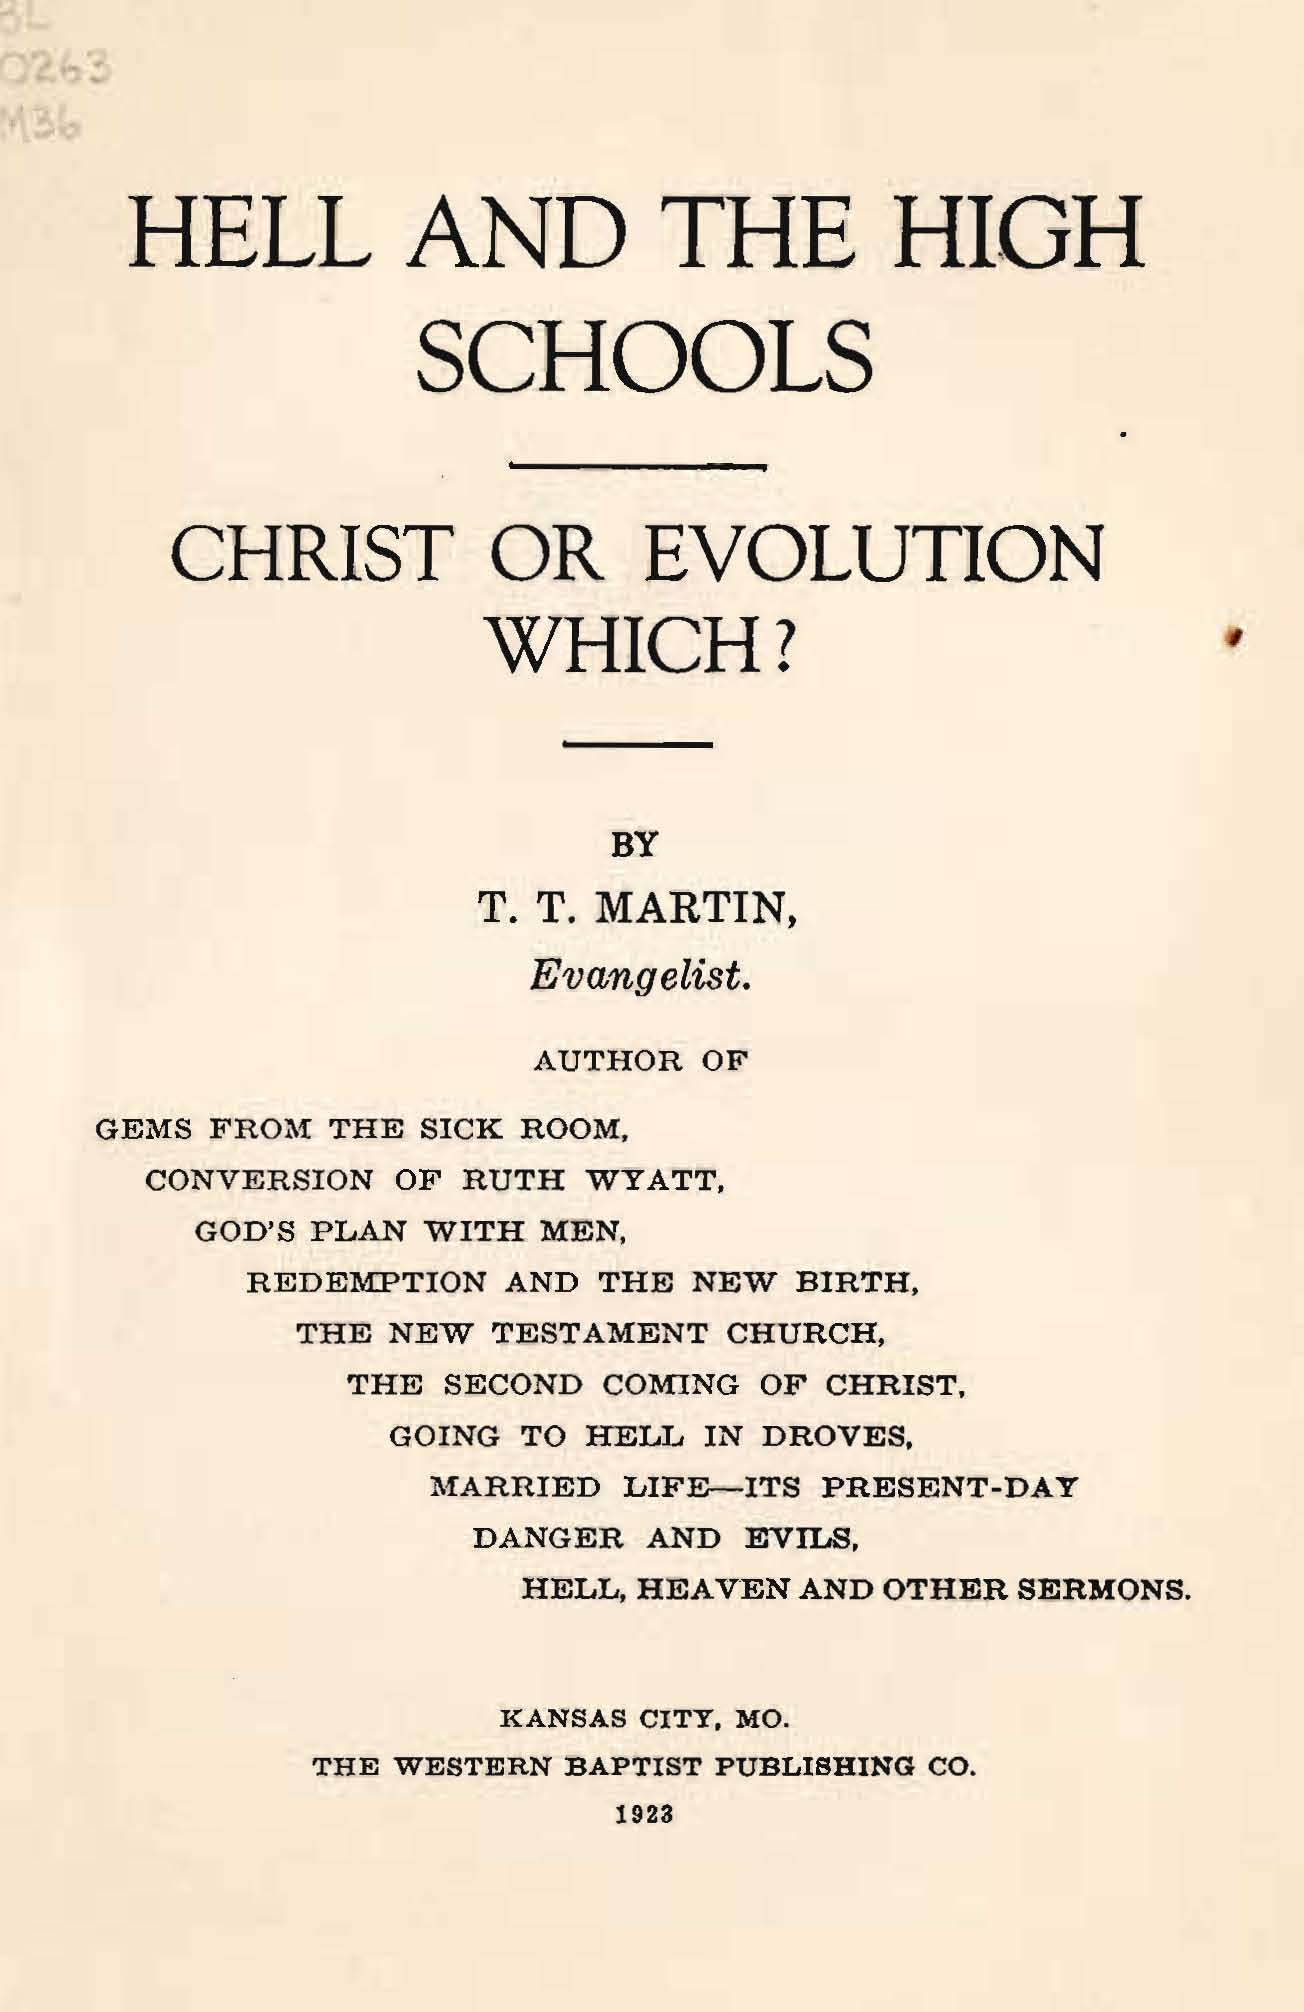 BL
0263
M36
HELL AND THE HIGH
SCHOOLS
CHRIST OR EVOLUTION
WHICH?
BY
T. T. MARTIN,
Evangelist.
AUTHOR OF
GEMS FROM THE SICK ROOM,
CONVERSION OF RUTH WYATT,
GOD'S PLAN WITH MEN,
REDEMPTION AND THE NEW BIRTH,
THE NEW TESTAMENT CHURCH,
THE SECOND COMING OF CHRIST,
GOING TO HELL IN DROVES,
MARRIED LIFE—ITS PRESENT-DAY
DANGER AND EVILS,
HELL, HEAVEN AND OTHER SERMONS.
KANSAS CITY, MO.
THE WESTERN BAPTIST PUBLISHING CO.
1923